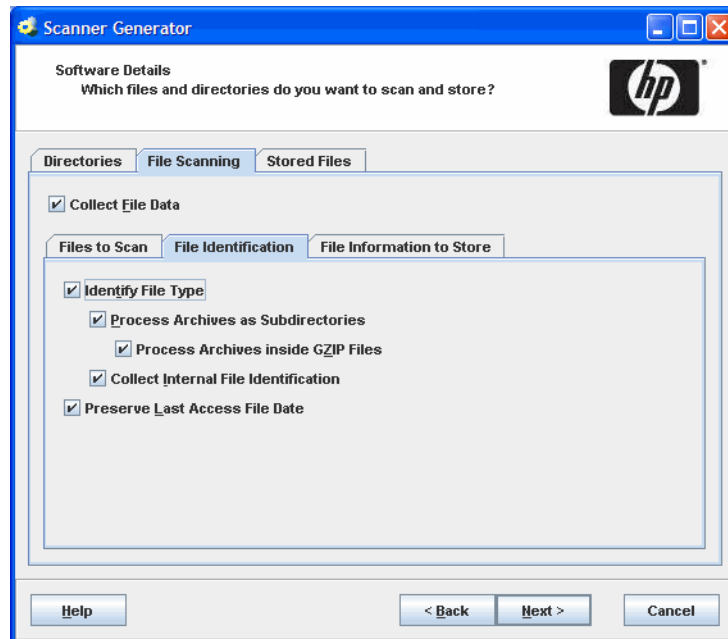 Scanner Generator
Software Details
Which files and directories do you want to scan and store?
hp
Directories File Scanning Stored Files
Collect File Data
Files to Scan File Identification File Information to Store
Identify File Type
Process Archives as Subdirectories
Process Archives inside GZIP Files
Collect Internal File Identification
Preserve Last Access File Date
Help < Back Next > Cancel